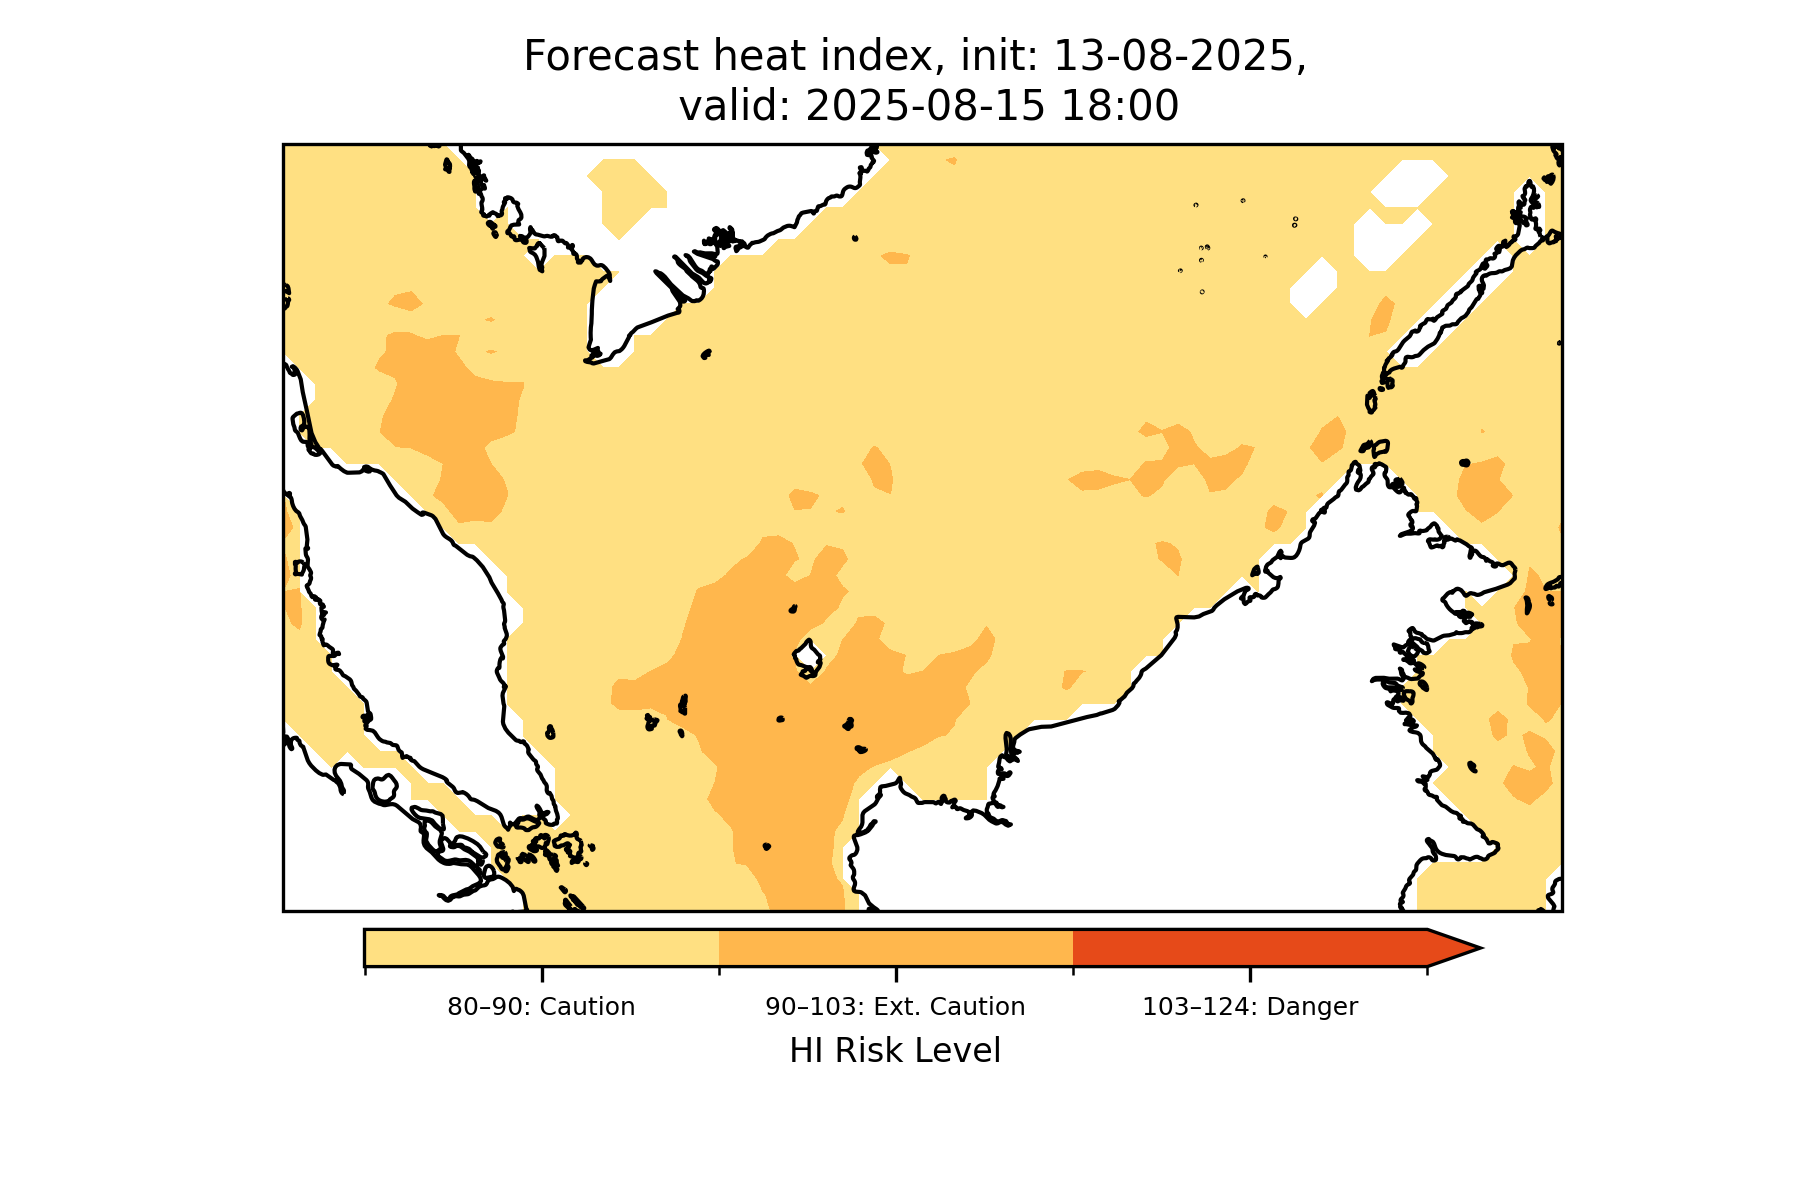 Forecast heat index, init: 13-08-2025,
valid: 2025-08-15 18:00
80–90: Caution
90–103: Ext. Caution
103–124: Danger
HI Risk Level